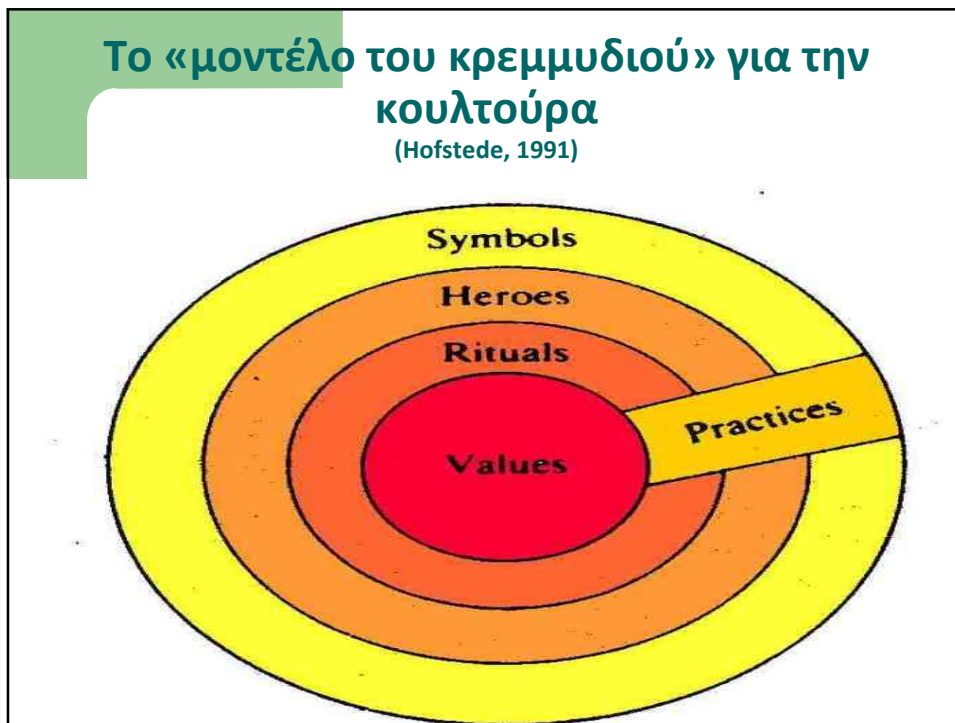 Το «μοντέλο του κρεμμυδιού» για την
κουλτούρα
(Hofstede, 1991)
Symbols
Heroes
Rituals
Practices
Values